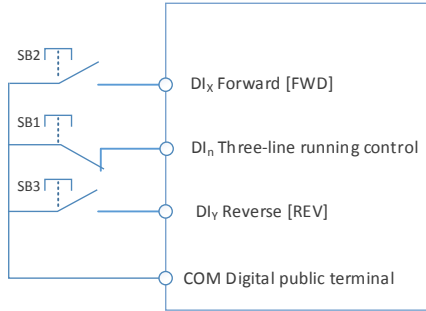 SB2
DIX Forward [FWD]
SB1
DIn Three-line running control
SB3
DIY Reverse [REV]
COM Digital public terminal